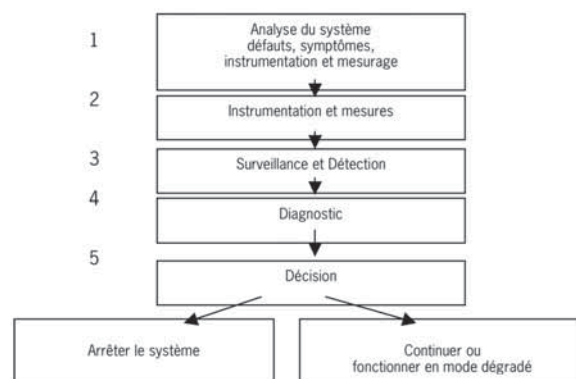 1
Analyse du système
défauts, symptômes,
instrumentation et mesurage
2
Instrumentation et mesures
3
Surveillance et Détection
4
Diagnostic
5
Décision
Arrêter le système
Continuer ou
fonctionner en mode dégradé